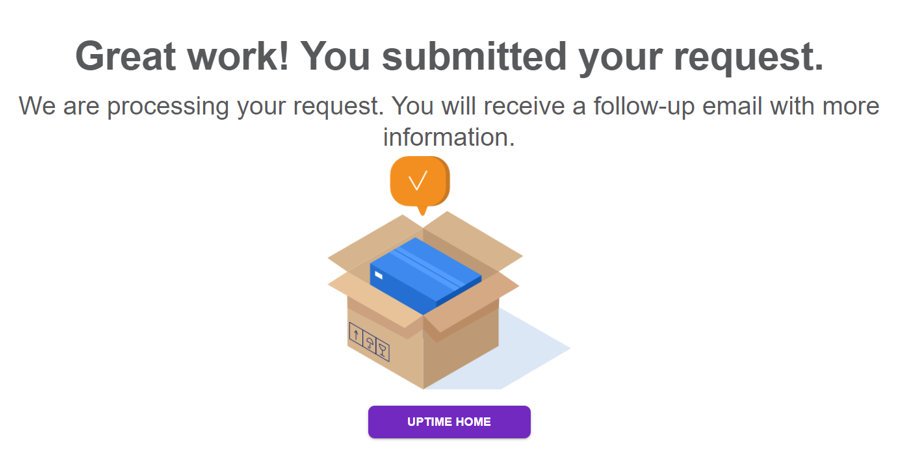 Great work! You submitted your request.
We are processing your request. You will receive a follow-up email with more
information.
UPTIME HOME